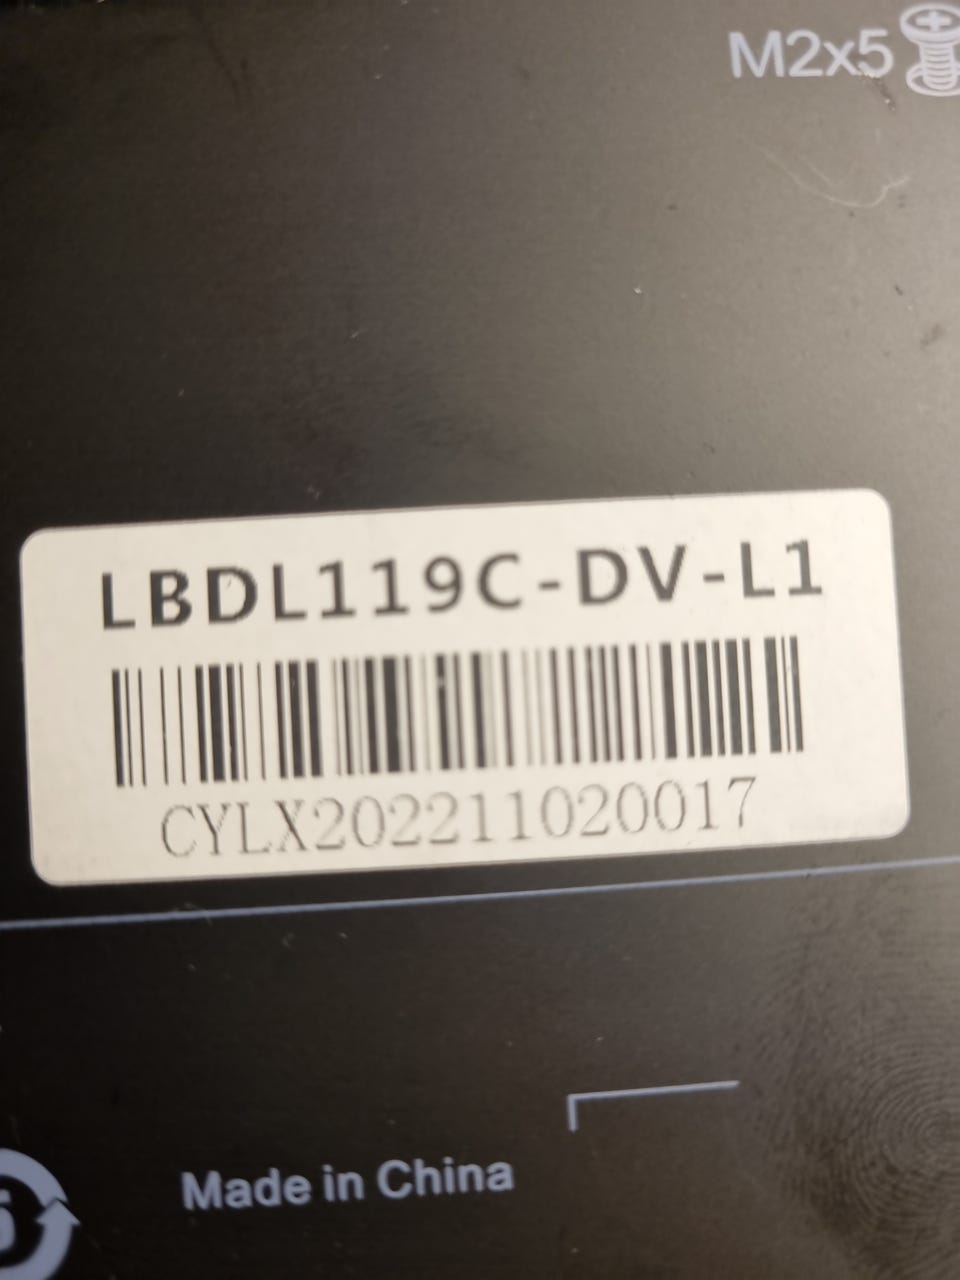 M2x5
LBDL119C-DV-L1
CYLX202211020017
Made in China